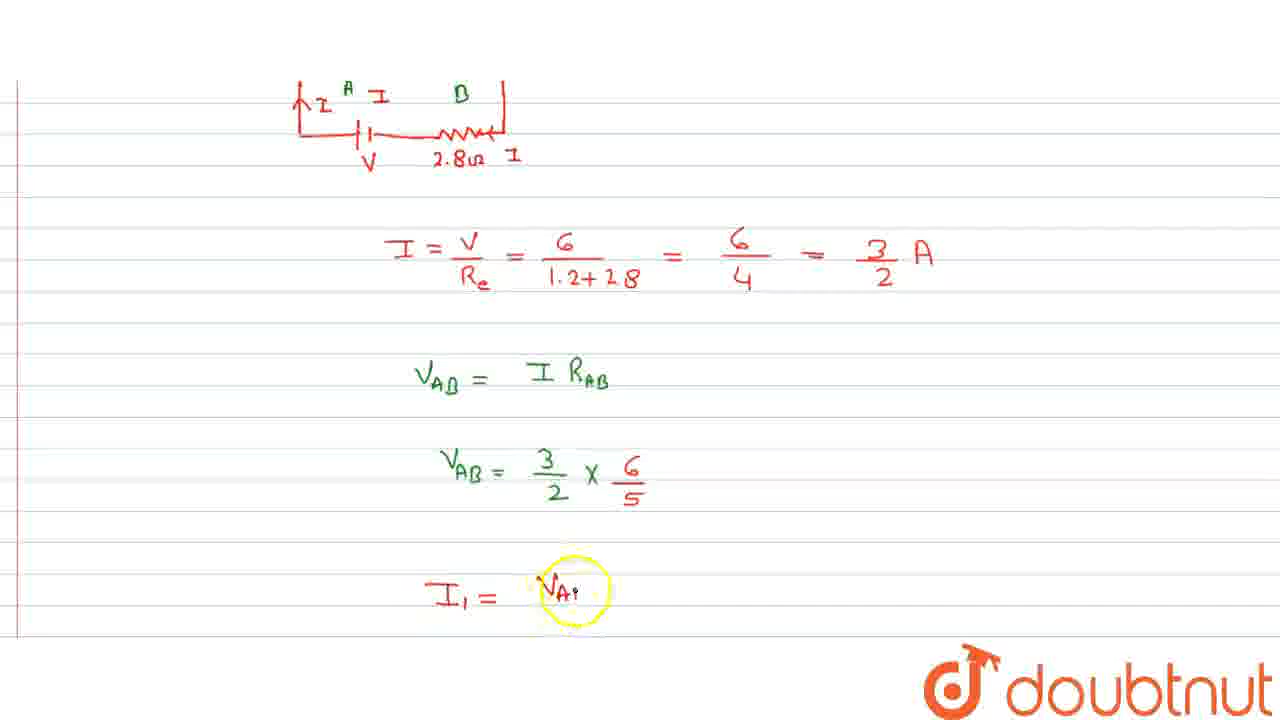 I A I B
V 2.8Ω I
I = V/Re = 6/1.2+2.8 = 6/4 = 3/2 A
VAB = I RAB
VAB = 3/2 × 6/5
I1 = VA
doubtnut